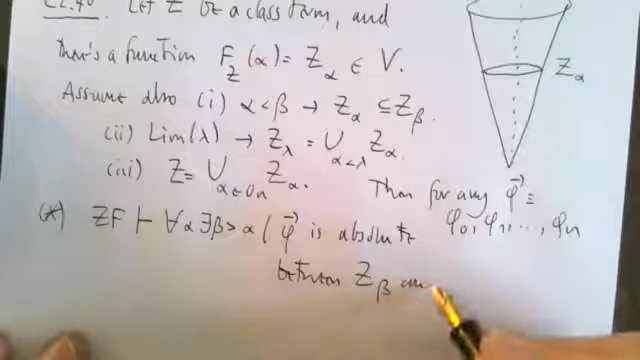 Let Z be a class term, and
there's a function F_Z(α) = Z_α ∈ V.
Z_α
Assume also (i) α < β → Z_α ⊆ Z_β.
(ii) Lim(λ) → Z_λ = ∪_{α<λ} Z_α.
(iii) Z = ∪_{α∈On} Z_α. Then for any φ⃗ ≡
φ_0, φ_1, ..., φ_n
(*) ZF ⊢ ∀α ∃β > α ( φ⃗ is absolute
between Z_β